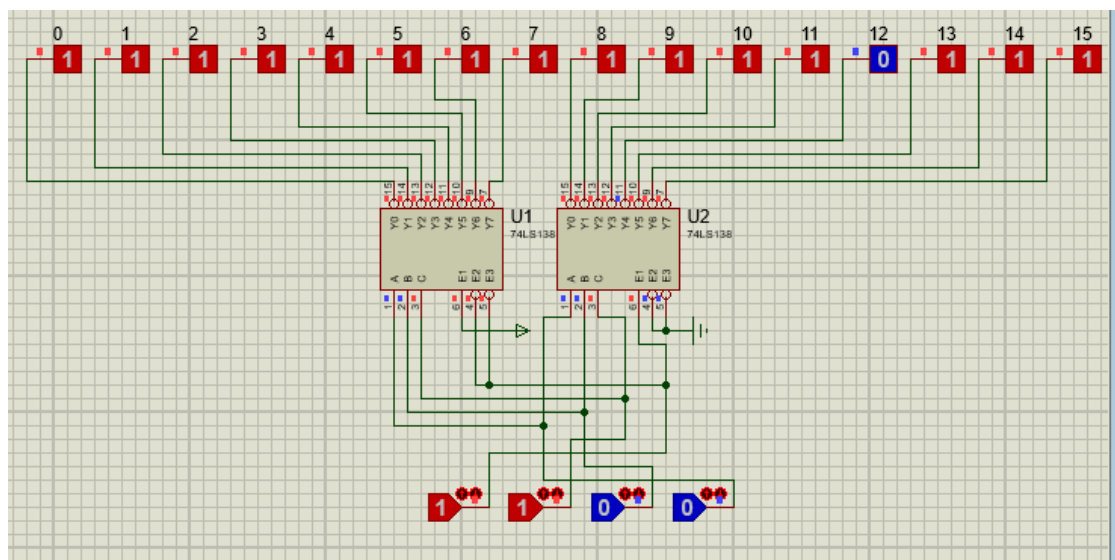 0 1 2 3 4 5 6 7 8 9 10 11 12 13 14 15
1 1 1 1 1 1 1 1 1 1 1 1 0 1 1 1
15 14 13 12 11 10 9 7 15 14 13 12 11 10 9 7
Y0 Y1 Y2 Y3 Y4 Y5 Y6 Y7 U1 Y0 Y1 Y2 Y3 Y4 Y5 Y6 Y7 U2
74LS138 74LS138
A B C E1 E2 E3 A B C E1 E2 E3
1 2 3 6 4 5 1 2 3 6 4 5
1 1 0 0